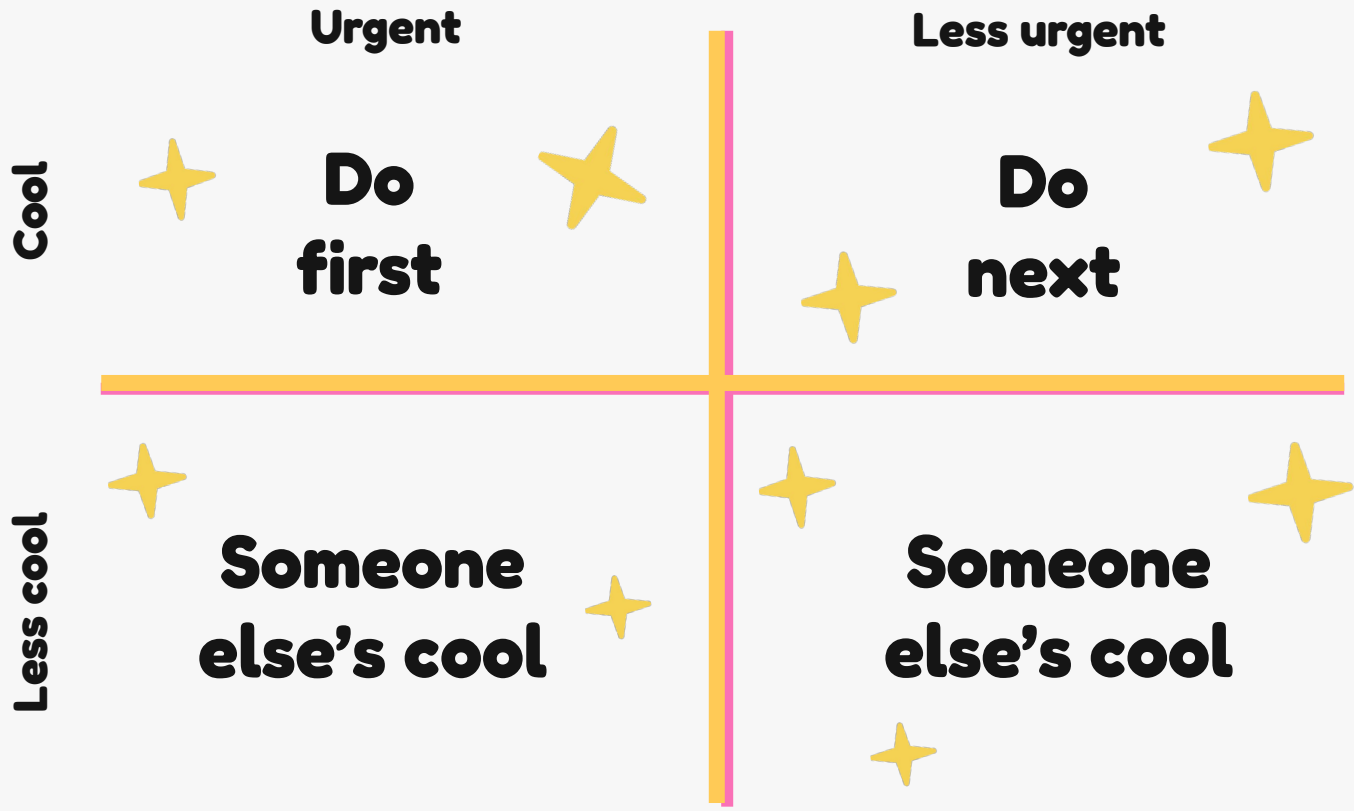 Urgent
Less urgent
Cool
Do
first
Do
next
Less cool
Someone
else’s cool
Someone
else’s cool